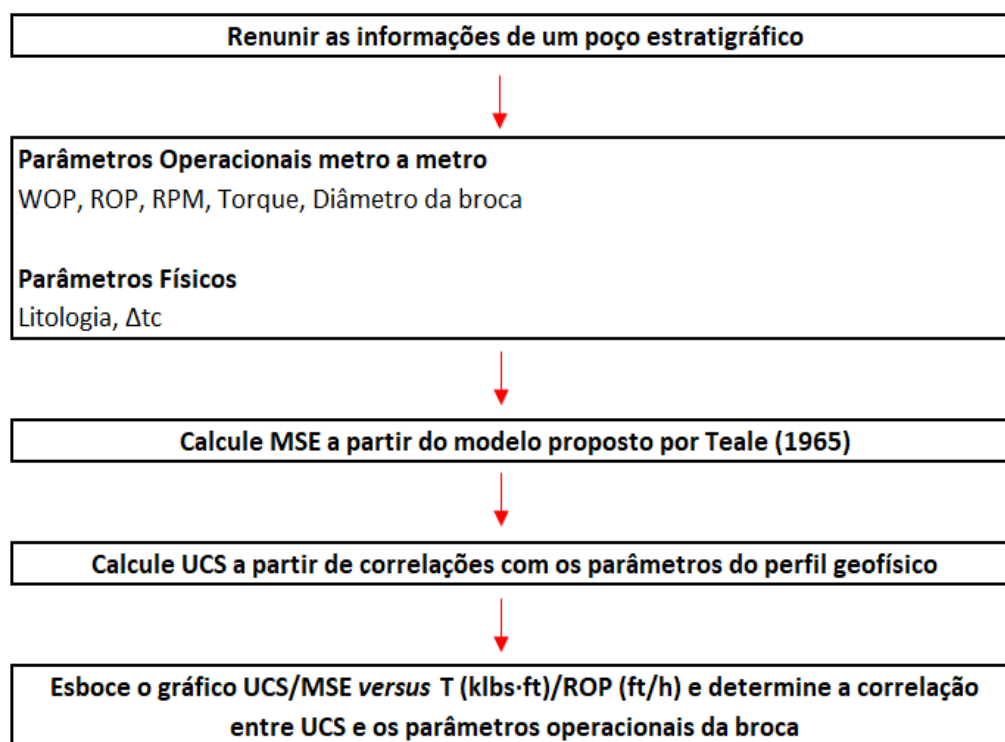 Renunir as informações de um poço estratigráfico
Parâmetros Operacionais metro a metro
WOP, ROP, RPM, Torque, Diâmetro da broca
Parâmetros Físicos
Litologia, Δtc
Calcule MSE a partir do modelo proposto por Teale (1965)
Calcule UCS a partir de correlações com os parâmetros do perfil geofísico
Esboce o gráfico UCS/MSE versus T (klbs·ft)/ROP (ft/h) e determine a correlação
entre UCS e os parâmetros operacionais da broca